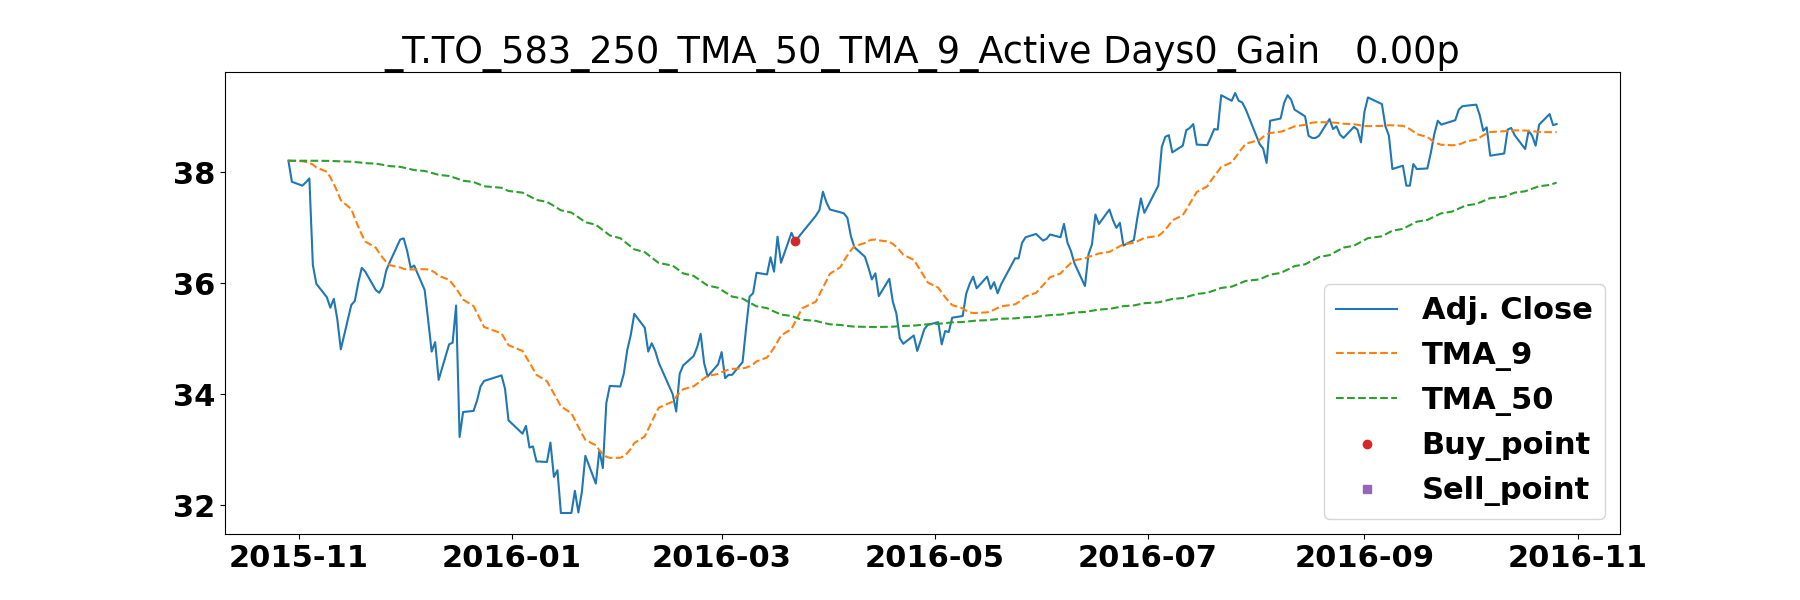 _T.TO_583_250_TMA_50_TMA_9_Active Days0_Gain   0.00p
38
36
34
32
Adj. Close
TMA_9
TMA_50
Buy_point
Sell_point
2015-11 2016-01 2016-03 2016-05 2016-07 2016-09 2016-11